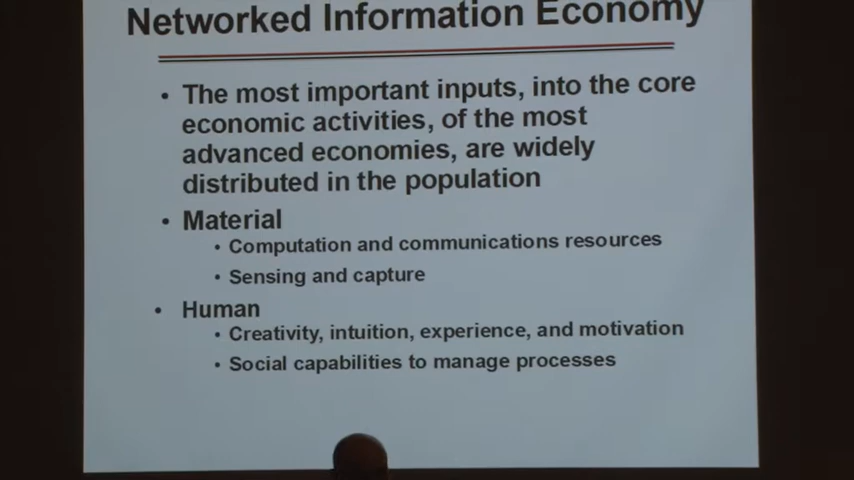 Networked Information Economy
• The most important inputs, into the core
economic activities, of the most
advanced economies, are widely
distributed in the population
• Material
• Computation and communications resources
• Sensing and capture
• Human
• Creativity, intuition, experience, and motivation
• Social capabilities to manage processes